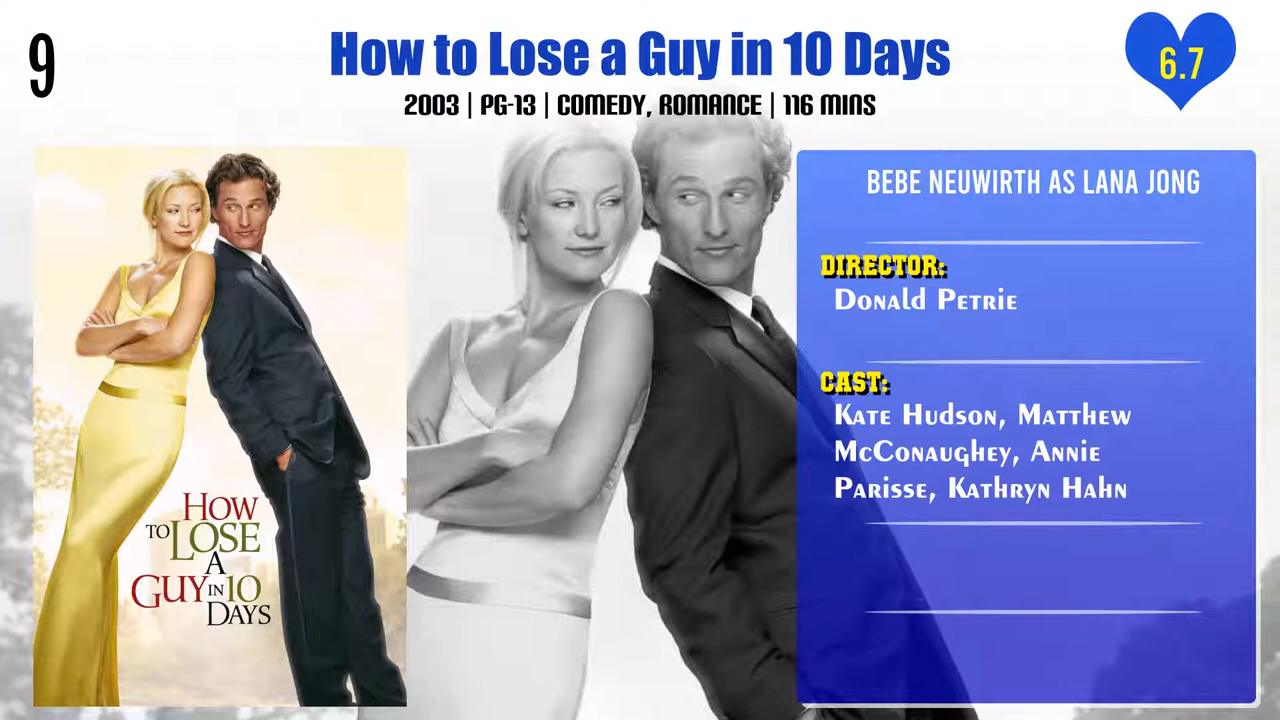 9
How to Lose a Guy in 10 Days
6.7
2003 | PG-13 | COMEDY, ROMANCE | 116 MINS
BEBE NEUWIRTH AS LANA JONG
DIRECTOR:
Donald Petrie
CAST:
Kate Hudson, Matthew
McConaughey, Annie
Parisse, Kathryn Hahn
HOW
TO LOSE
A
GUY IN 10
DAYS